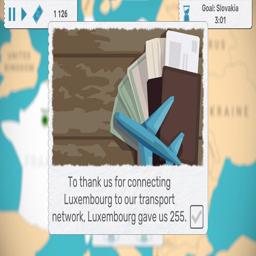 1 126
Goal: Slovakia
3:01
UNITED
To thank us for connecting
Luxembourg to our transport
network, Luxembourg gave us 255.